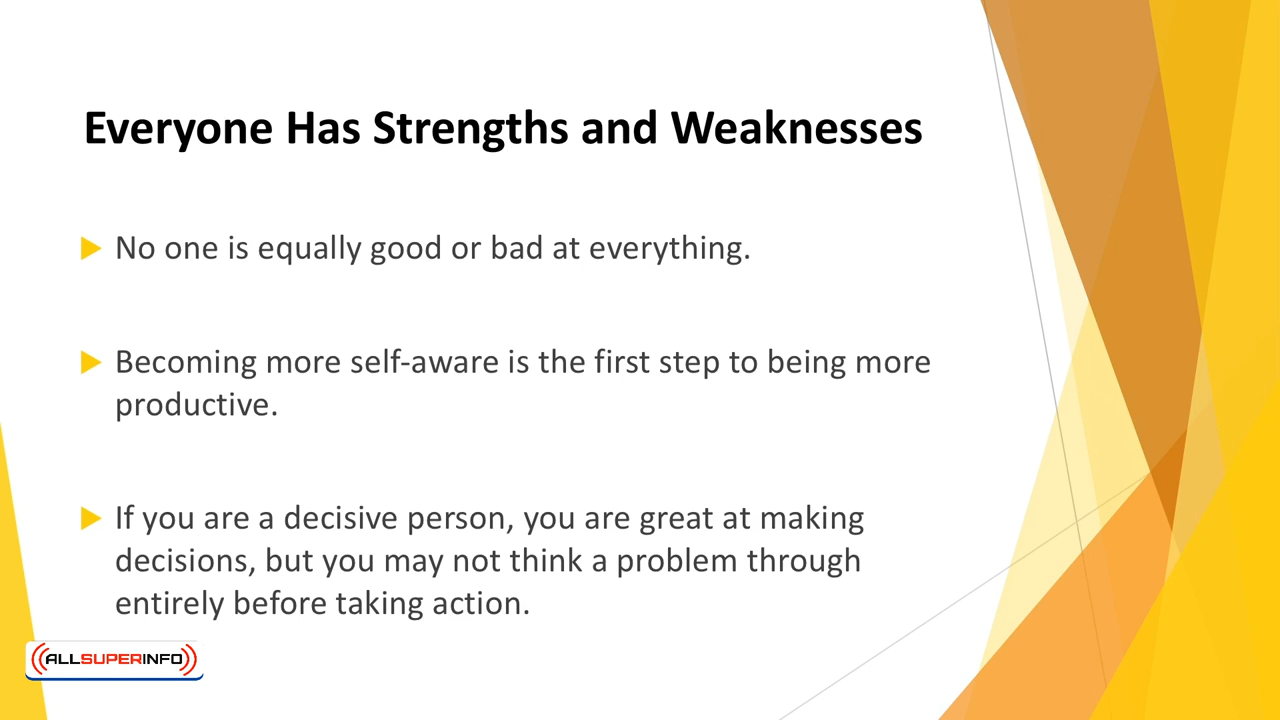 Everyone Has Strengths and Weaknesses
No one is equally good or bad at everything.
Becoming more self-aware is the first step to being more
productive.
If you are a decisive person, you are great at making
decisions, but you may not think a problem through
entirely before taking action.
ALLSUPERINFO